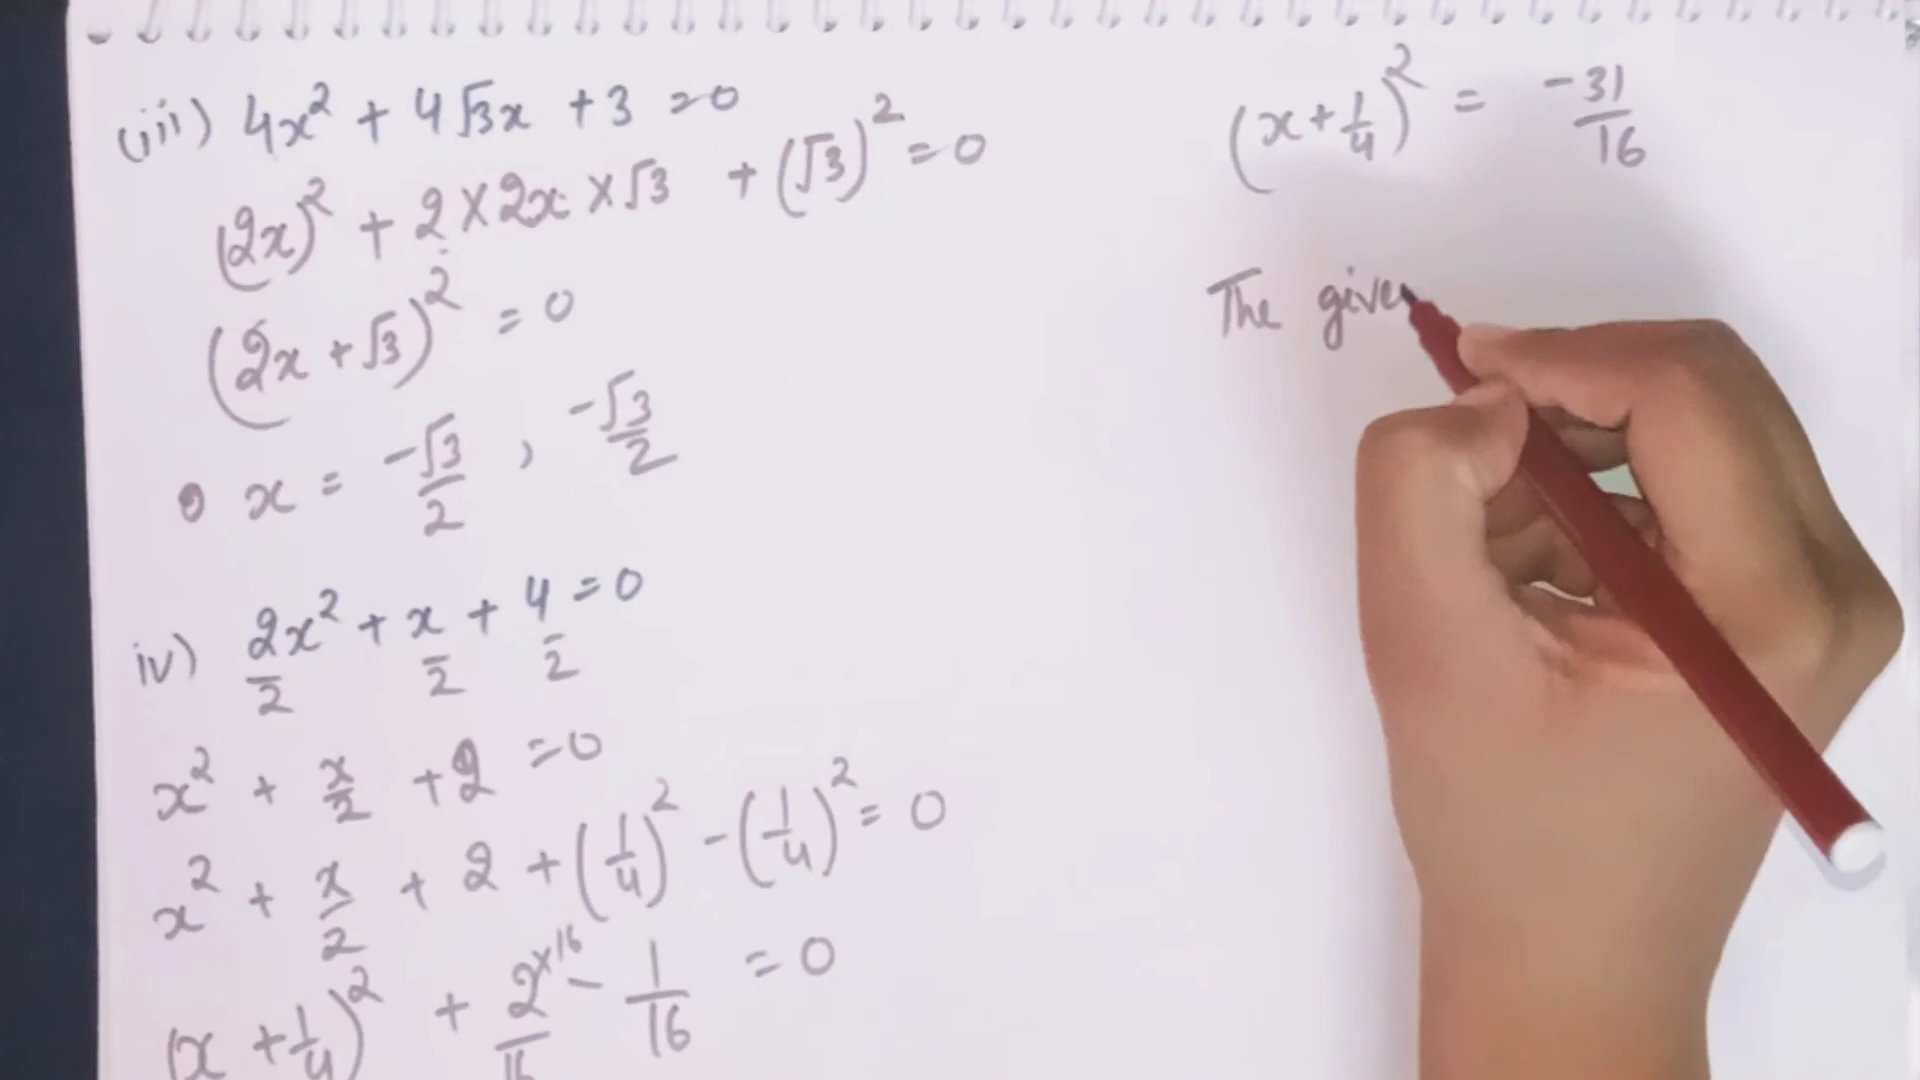 (iii) 4x² + 4√3x + 3 = 0
(2x)² + 2 × 2x × √3 + (√3)² = 0
(2x + √3)² = 0
x = -√3/2 , -√3/2
iv) 2x²/2 + x/2 + 4/2 = 0
x² + x/2 + 2 = 0
x² + x/2 + 2 + (1/4)² - (1/4)² = 0
(x + 1/4)² + 2×16/16 - 1/16 = 0
(x + 1/4)² = -31/16
The give